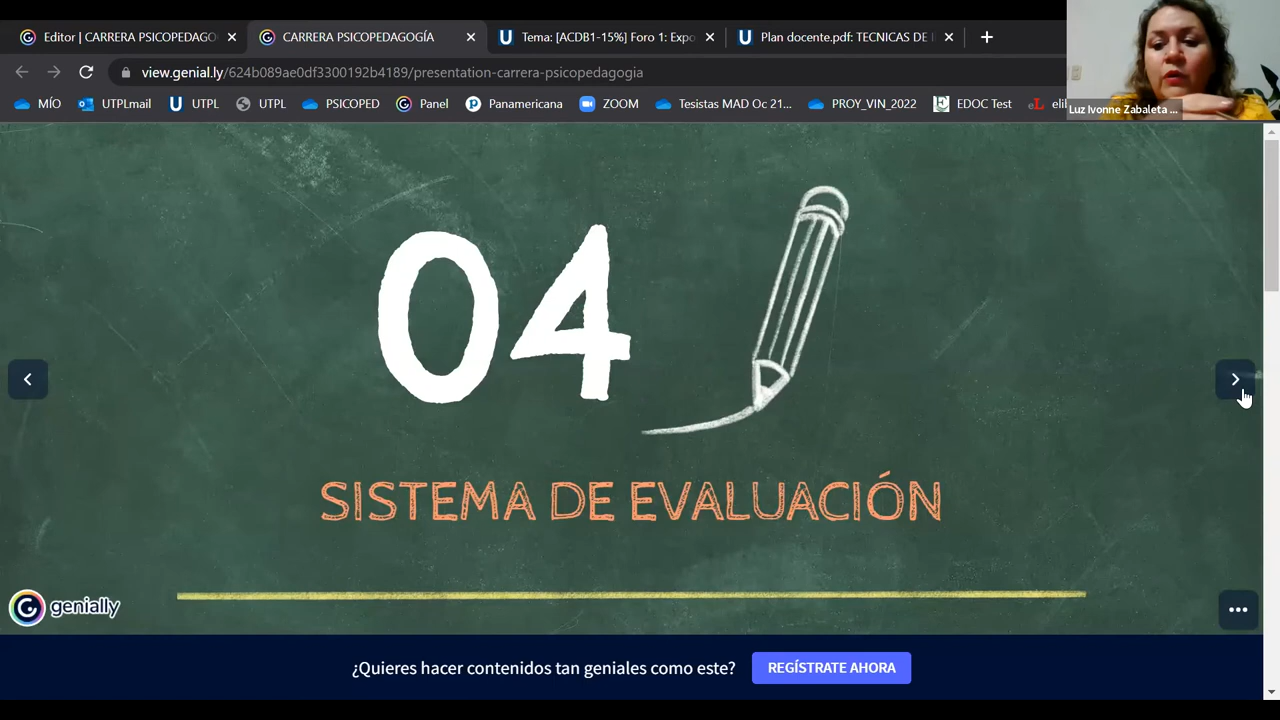 Editor | CARRERA PSICOPEDAGO
CARRERA PSICOPEDAGOGÍA
Tema: [ACDB1-15%] Foro 1: Expo
Plan docente.pdf: TECNICAS DE I
view.genial.ly/624b089ae0df3300192b4189/presentation-carrera-psicopedagogia
MÍO
UTPLmail
UTPL
UTPL
PSICOPED
Panel
Panamericana
ZOOM
Tesistas MAD Oc 21...
PROY_VIN_2022
EDOC Test
Luz Ivonne Zabaleta ...
04
SISTEMA DE EVALUACIÓN
genially
¿Quieres hacer contenidos tan geniales como este?
REGÍSTRATE AHORA